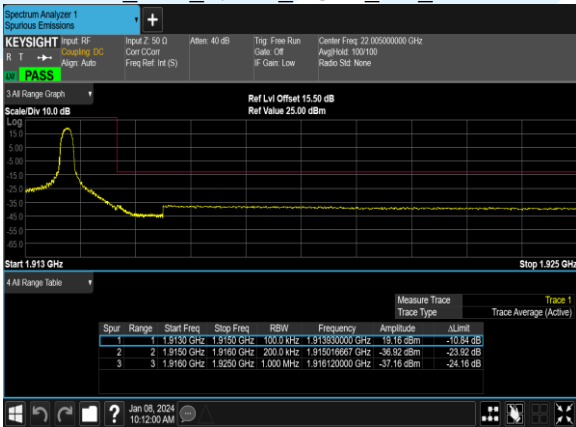 Spectrum Analyzer 1
Spurious Emissions
+
KEYSIGHT Input: RF Input Z: 50 Ω Atten: 40 dB Trig: Free Run Center Freq: 22.005000000 GHz
R T Coupling: DC Corr CCorr Gate: Off Avg|Hold: 100/100
Align: Auto Freq Ref: Int (S) IF Gain: Low Radio Std: None
LW PASS
3 All Range Graph
Ref Lvl Offset 15.50 dB
Scale/Div 10.0 dB Ref Value 25.00 dBm
Log
15.0
5.00
-5.00
-15.0
-25.0
-35.0
-45.0
-55.0
-65.0
Start 1.913 GHz Stop 1.925 GHz
4 All Range Table
Measure Trace Trace 1
Trace Type Trace Average (Active)
Spur Range Start Freq Stop Freq RBW Frequency Amplitude ΔLimit
1 1 1.9130 GHz 1.9150 GHz 100.0 kHz 1.913930000 GHz 19.16 dBm -10.84 dB
2 2 1.9150 GHz 1.9160 GHz 200.0 kHz 1.915016667 GHz -36.92 dBm -23.92 dB
3 3 1.9160 GHz 1.9250 GHz 1.000 MHz 1.916120000 GHz -37.16 dBm -24.16 dB
? Jan 08, 2024
10:12:00 AM